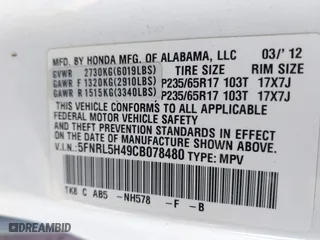 MFD. BY HONDA MFG. OF ALABAMA, LLC 03/'12
GVWR 2730KG(6019LBS) TIRE SIZE RIM SIZE
GAWR F 1320KG(2910LBS) P235/65R17 103T 17X7J
GAWR R 1515KG(3340LBS) P235/65R17 103T 17X7J
THIS VEHICLE CONFORMS TO ALL APPLICABLE
FEDERAL MOTOR VEHICLE SAFETY AND THEFT
PREVENTION STANDARDS IN EFFECT ON THE DATE
OF MANUFACTURE SHOWN ABOVE.
V.I.N.:5FNRL5H49CB078480 TYPE: MPV
TK8 C AB5 -NH578 -F -B
DCARFAX.COM